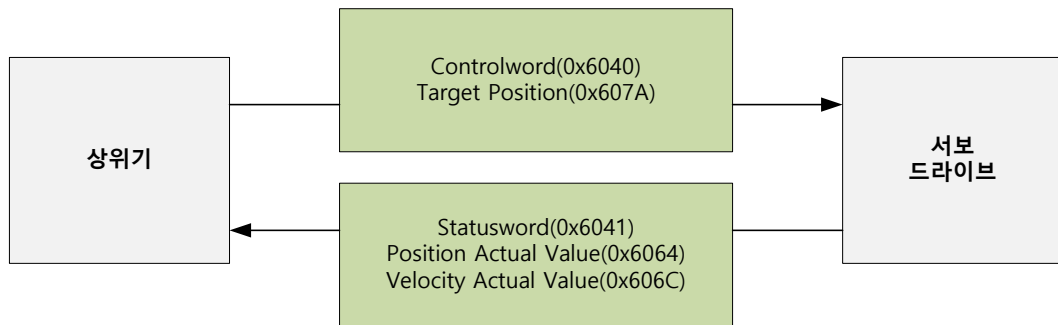 상위기
Controlword(0x6040)
Target Position(0x607A)
Statusword(0x6041)
Position Actual Value(0x6064)
Velocity Actual Value(0x606C)
서보
드라이브